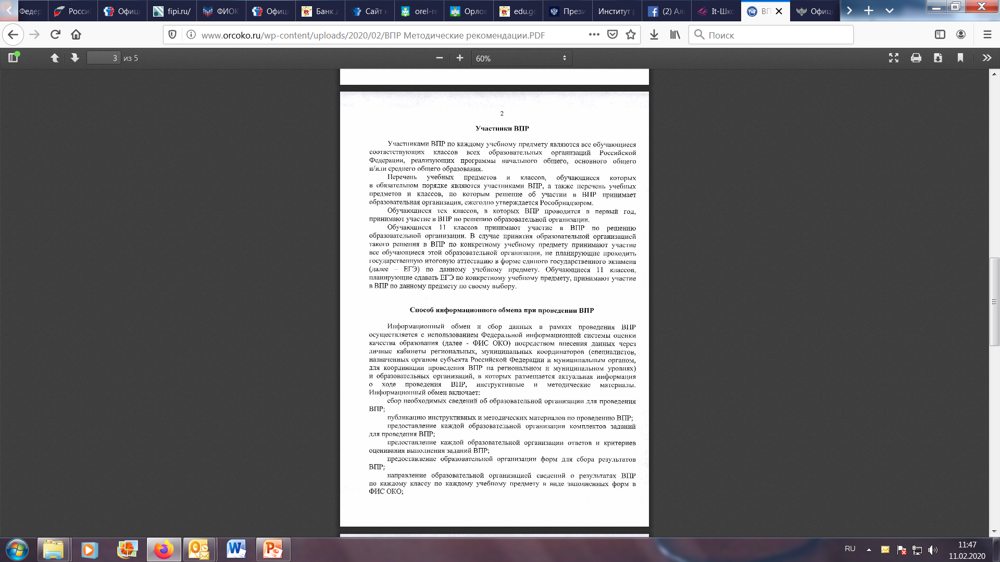 Федер
Росси
Офици
fipi.ru/
ФИОК
Офици
Банк д
Сайт н
orel-re
Орлов
edu.go
Прези
Институт р
(2) Але
It-Шко
ВП
Офици
www.orcoko.ru/wp-content/uploads/2020/02/ВПР Методические рекомендации.PDF
Поиск
3 из 5
60%
2
Участники ВПР
Участниками ВПР по каждому учебному предмету являются все обучающиеся
соответствующих классов всех образовательных организаций Российской
Федерации, реализующих программы начального общего, основного общего
и/или среднего общего образования.
Перечень учебных предметов и классов, обучающиеся которых
в обязательном порядке являются участниками ВПР, а также перечень учебных
предметов и классов, по которым решение об участии в ВПР принимает
образовательная организация, ежегодно утверждается Рособрнадзором.
Обучающиеся тех классов, в которых ВПР проводится в первый год,
принимают участие в ВПР по решению образовательной организации.
Обучающиеся 11 классов принимают участие в ВПР по решению
образовательной организации. В случае принятия образовательной организацией
такого решения в ВПР по конкретному учебному предмету принимают участие
все обучающиеся этой образовательной организации, не планирующие проходить
государственную итоговую аттестацию в форме единого государственного экзамена
(далее – ЕГЭ) по данному учебному предмету. Обучающиеся 11 классов,
планирующие сдавать ЕГЭ по конкретному учебному предмету, принимают участие
в ВПР по данному предмету по своему выбору.
Способ информационного обмена при проведении ВПР
Информационный обмен и сбор данных в рамках проведения ВПР
осуществляется с использованием Федеральной информационной системы оценки
качества образования (далее - ФИС ОКО) посредством внесения данных через
личные кабинеты региональных, муниципальных координаторов (специалистов,
назначенных органом субъекта Российской Федерации и муниципальным органом,
для координации проведения ВПР на региональном и муниципальном уровнях)
и образовательных организаций, в которых размещается актуальная информация
о ходе проведения ВПР, инструктивные и методические материалы.
Информационный обмен включает:
сбор необходимых сведений об образовательной организации для проведения
ВПР;
публикацию инструктивных и методических материалов по проведению ВПР;
предоставление каждой образовательной организации комплектов заданий
для проведения ВПР;
предоставление каждой образовательной организации ответов и критериев
оценивания выполнения заданий ВПР;
предоставление образовательной организации форм для сбора результатов
ВПР;
направление образовательной организацией сведений о результатах ВПР
по каждому классу по каждому учебному предмету в виде заполненных форм в
ФИС ОКО;
RU
11:47
11.02.2020